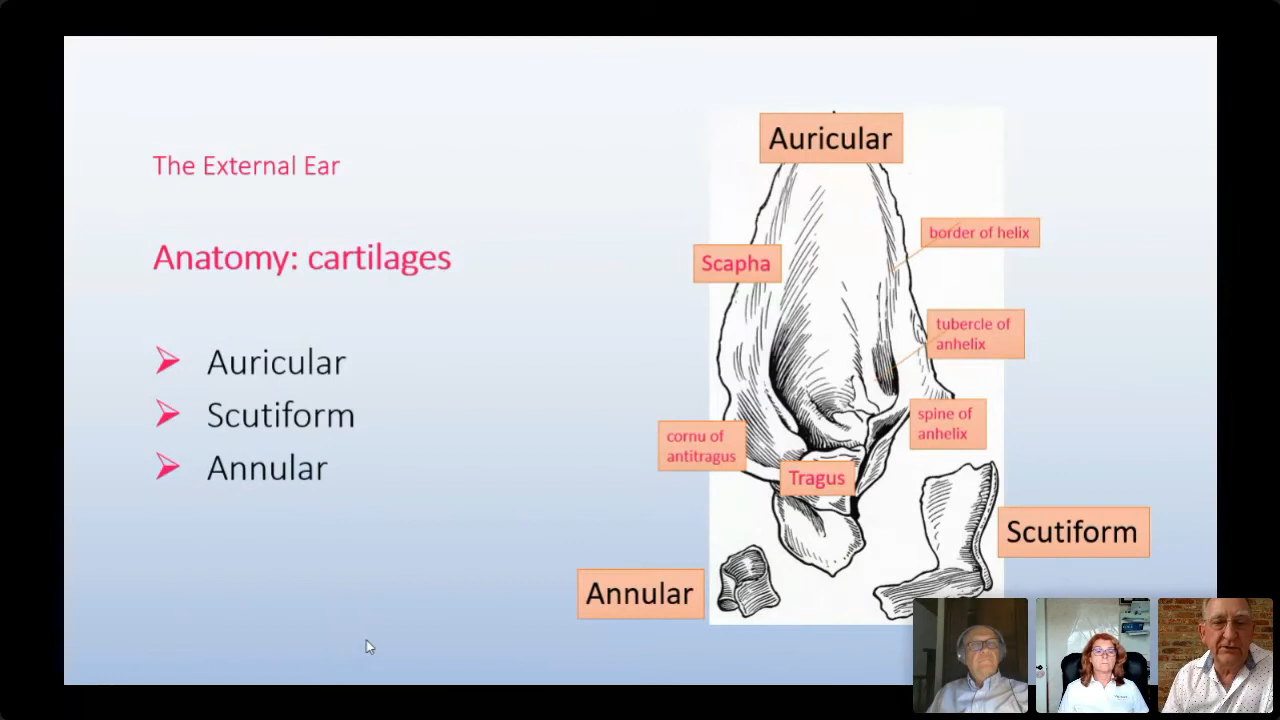 The External Ear
Anatomy: cartilages
Auricular
Scutiform
Annular
Auricular
border of helix
Scapha
tubercle of
anhelix
spine of
anhelix
cornu of
antitragus
Tragus
Scutiform
Annular